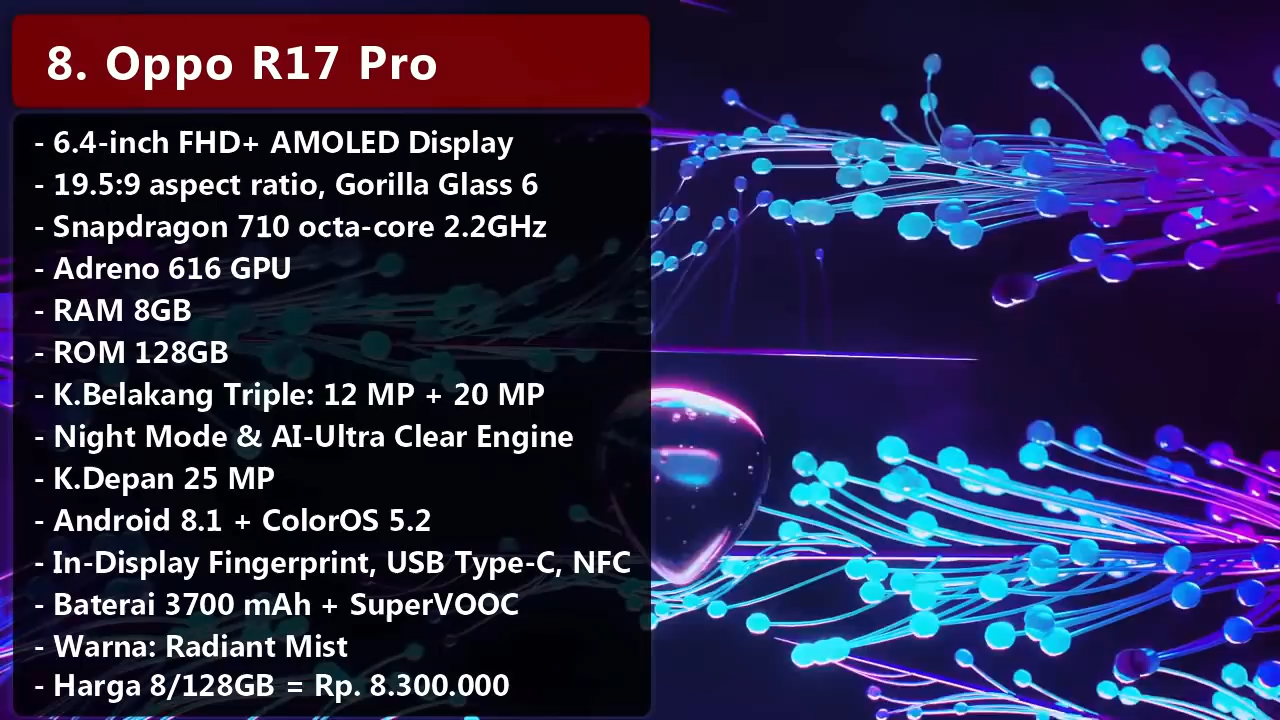 8. Oppo R17 Pro
- 6.4-inch FHD+ AMOLED Display
- 19.5:9 aspect ratio, Gorilla Glass 6
- Snapdragon 710 octa-core 2.2GHz
- Adreno 616 GPU
- RAM 8GB
- ROM 128GB
- K.Belakang Triple: 12 MP + 20 MP
- Night Mode & AI-Ultra Clear Engine
- K.Depan 25 MP
- Android 8.1 + ColorOS 5.2
- In-Display Fingerprint, USB Type-C, NFC
- Baterai 3700 mAh + SuperVOOC
- Warna: Radiant Mist
- Harga 8/128GB = Rp. 8.300.000